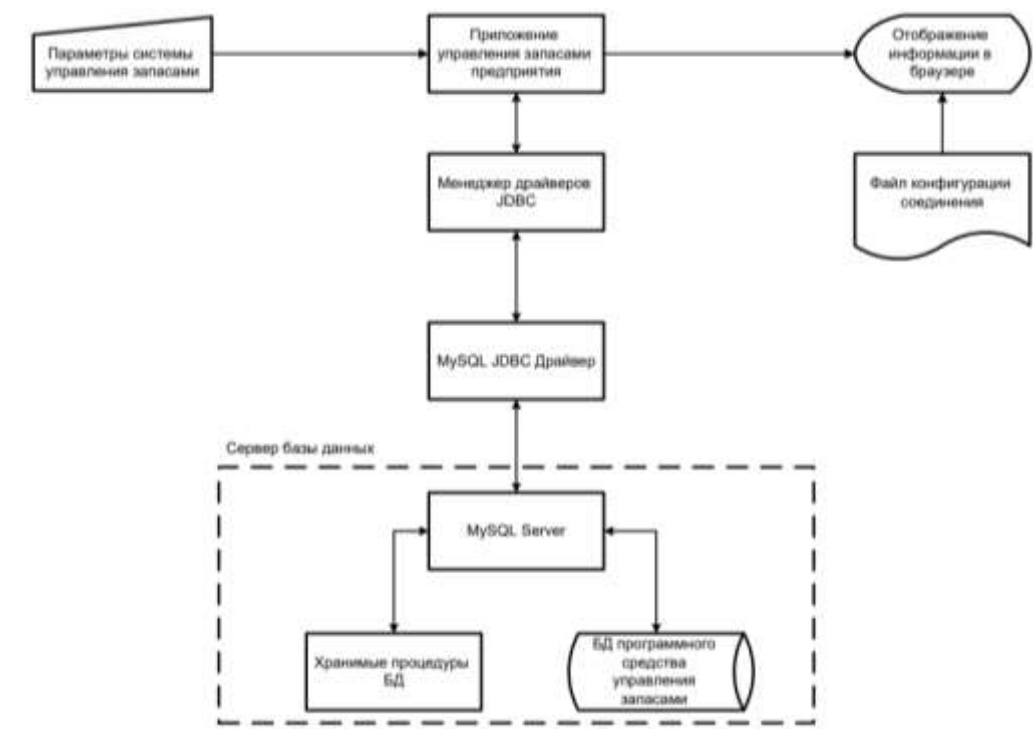 Параметры системы
управления запасами
Приложение
управления запасами
предприятия
Отображение
информации в
браузере
Менеджер драйверов
JDBC
Файл конфигурации
соединения
MySQL JDBC Драйвер
Сервер базы данных
MySQL Server
Хранимые процедуры
БД
БД программного
средства
управления
запасами